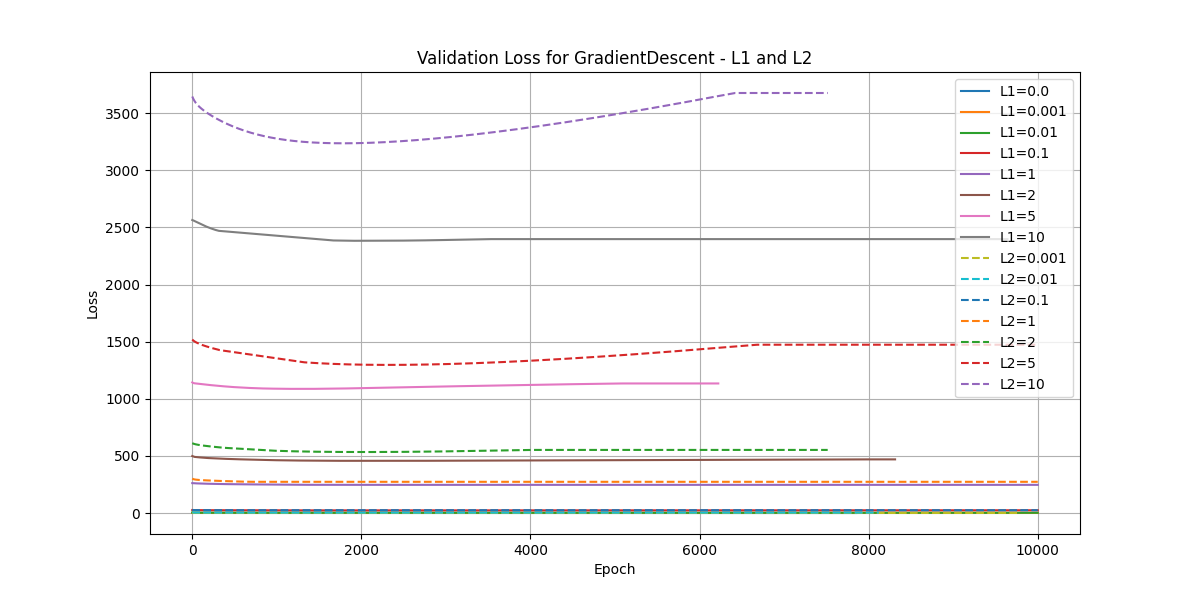 Validation Loss for GradientDescent - L1 and L2
Loss
3500
3000
2500
2000
1500
1000
500
0
0
2000
4000
6000
8000
10000
Epoch
L1=0.0
L1=0.001
L1=0.01
L1=0.1
L1=1
L1=2
L1=5
L1=10
L2=0.001
L2=0.01
L2=0.1
L2=1
L2=2
L2=5
L2=10